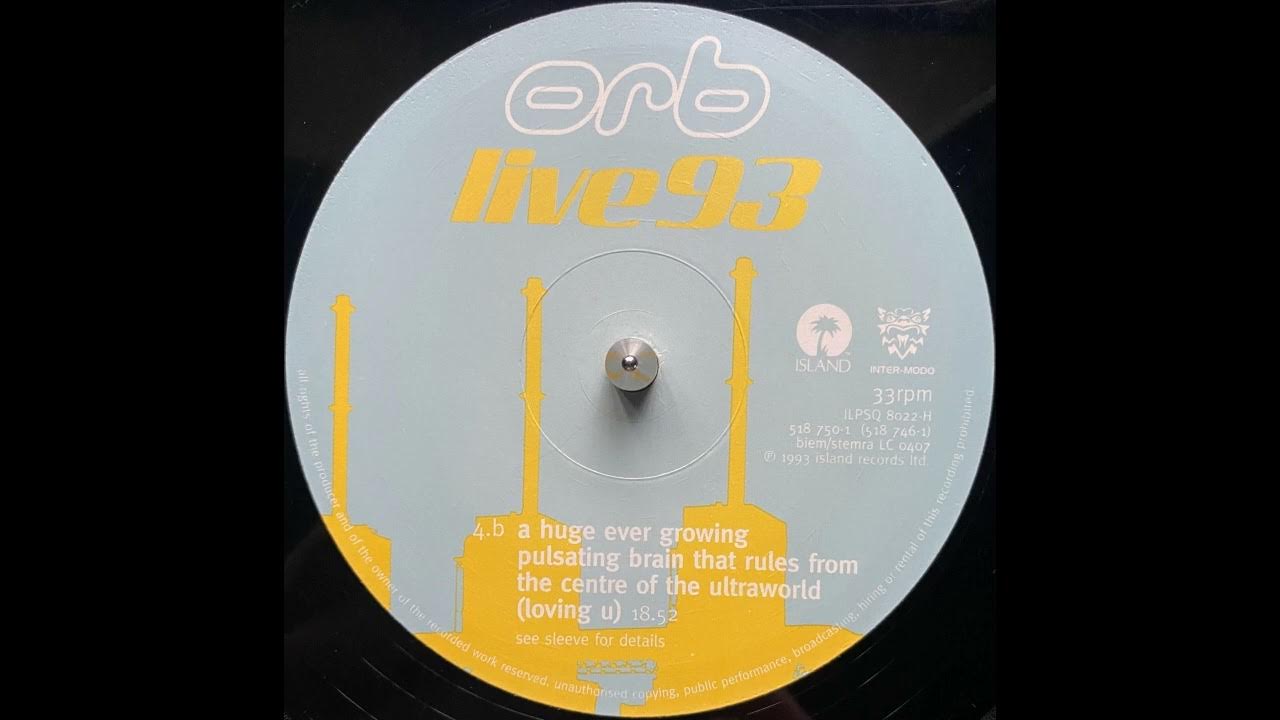 orb
live93
ISLAND
INTER-MODO
33rpm
ILPSQ 8022-H
518 750-1 (518 746-1)
biem/stemra LC 0407
℗ 1993 island records ltd.
4.b a huge ever growing
pulsating brain that rules from
the centre of the ultraworld
(loving u) 18.52
see sleeve for details
all rights of the producer and of the owner of the recorded work reserved. unauthorised copying, public performance, broadcasting, hiring or rental of this recording prohibited.